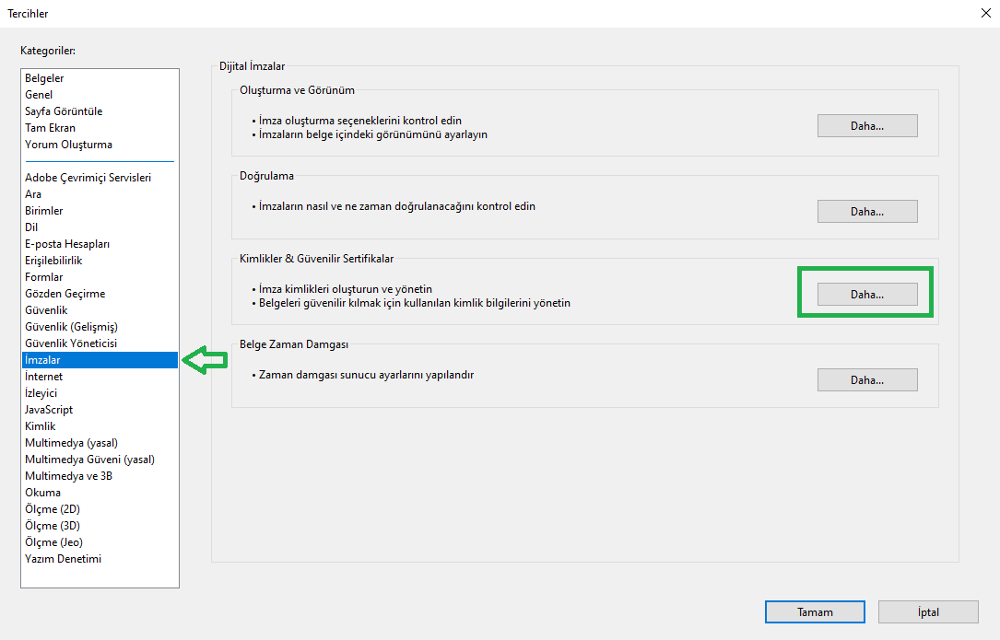 Tercihler
Kategoriler:
Belgeler
Genel
Sayfa Görüntüle
Tam Ekran
Yorum Oluşturma
Adobe Çevrimiçi Servisleri
Ara
Birimler
Dil
E-posta Hesapları
Erişilebilirlik
Formlar
Gözden Geçirme
Güvenlik
Güvenlik (Gelişmiş)
Güvenlik Yöneticisi
İmzalar
İnternet
İzleyici
JavaScript
Kimlik
Multimedya (yasal)
Multimedya Güveni (yasal)
Multimedya ve 3B
Okuma
Ölçme (2D)
Ölçme (3D)
Ölçme (Jeo)
Yazım Denetimi
Dijital İmzalar
Oluşturma ve Görünüm
• İmza oluşturma seçeneklerini kontrol edin
• İmzaların belge içindeki görünümünü ayarlayın
Daha...
Doğrulama
• İmzaların nasıl ve ne zaman doğrulanacağını kontrol edin
Daha...
Kimlikler & Güvenilir Sertifikalar
• İmza kimlikleri oluşturun ve yönetin
• Belgeleri güvenilir kılmak için kullanılan kimlik bilgilerini yönetin
Daha...
Belge Zaman Damgası
• Zaman damgası sunucu ayarlarını yapılandır
Daha...
Tamam
İptal